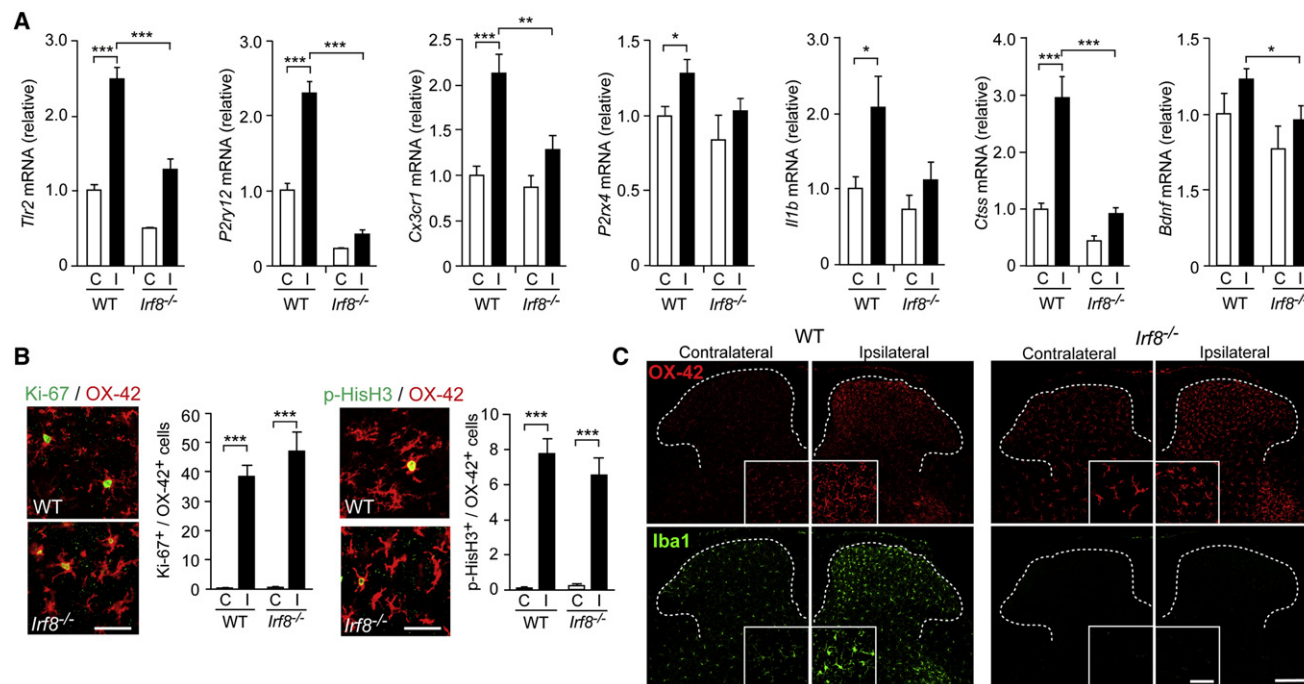 A
Tlr2 mRNA (relative)
3.0
2.0
1.0
0
***
***
C I C I
WT Irf8-/-
P2ry12 mRNA (relative)
3.0
2.0
1.0
0
***
***
C I C I
WT Irf8-/-
Cx3cr1 mRNA (relative)
2.5
2.0
1.5
1.0
0.5
0
***
**
C I C I
WT Irf8-/-
P2rx4 mRNA (relative)
1.5
1.0
0.5
0
*
C I C I
WT Irf8-/-
Il1b mRNA (relative)
3.0
2.0
1.0
0
*
C I C I
WT Irf8-/-
Ctss mRNA (relative)
4.0
3.0
2.0
1.0
0
***
***
C I C I
WT Irf8-/-
Bdnf mRNA (relative)
1.5
1.0
1.5
0
*
C I C I
WT Irf8-/-
B
Ki-67 / OX-42
WT
Irf8-/-
Ki-67+ / OX-42+ cells
60
50
40
30
20
10
0
***
***
C I C I
WT Irf8-/-
p-HisH3 / OX-42
WT
Irf8-/-
p-HisH3+ / OX-42+ cells
10
8
6
4
2
0
***
***
C I C I
WT Irf8-/-
C
WT
Irf8-/-
Contralateral Ipsilateral
Contralateral Ipsilateral
OX-42
Iba1